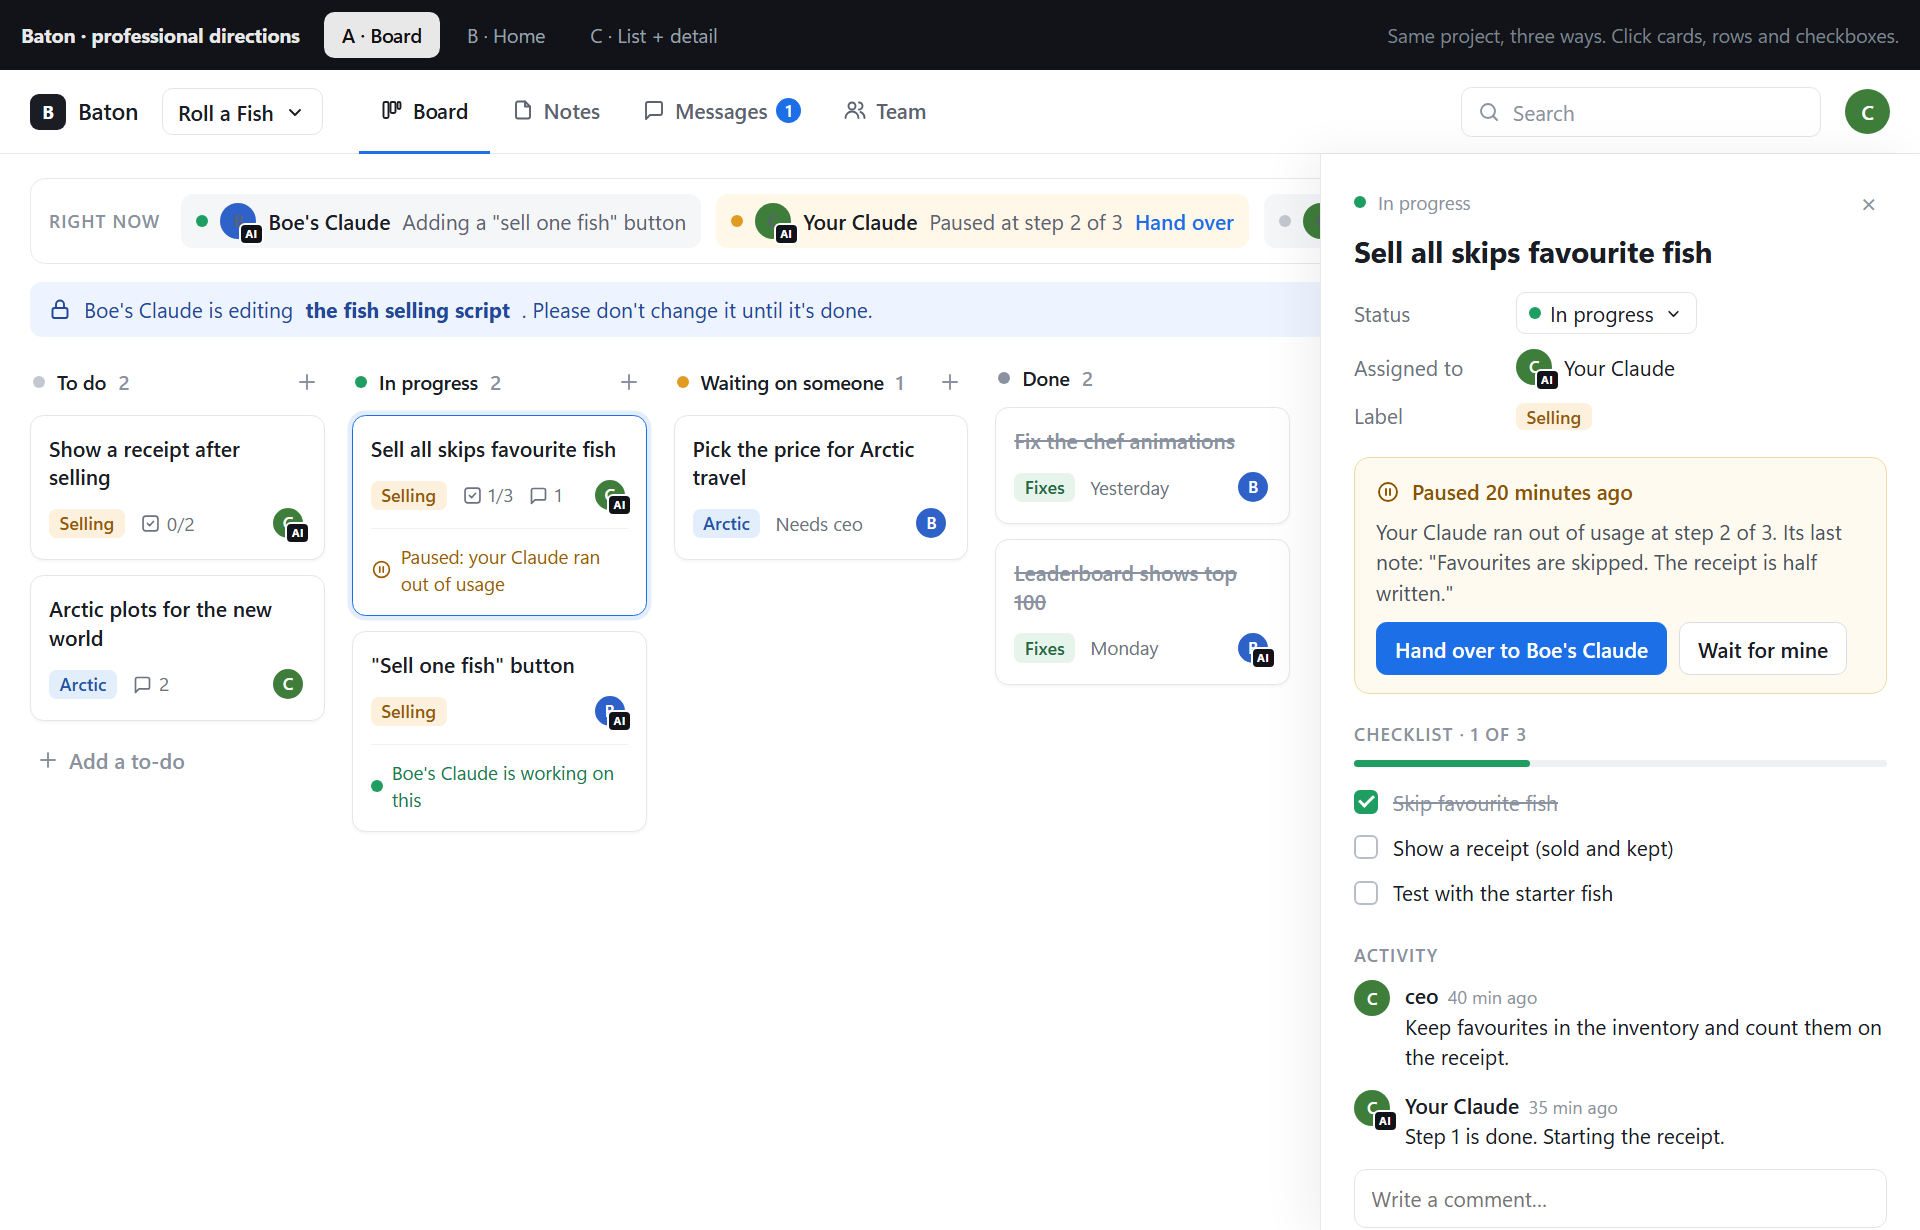 Baton · professional directions
A · Board
B · Home
C · List + detail
Same project, three ways. Click cards, rows and checkboxes.
B
Baton
Roll a Fish
Board
Notes
Messages 1
Team
Search
C
RIGHT NOW
AI
Boe's Claude Adding a "sell one fish" button
AI
Your Claude Paused at step 2 of 3 Hand over
Boe's Claude is editing the fish selling script . Please don't change it until it's done.
To do 2
Show a receipt after
selling
Selling 0/2
AI
Arctic plots for the new
world
Arctic 2
C
Add a to-do
In progress 2
Sell all skips favourite fish
Selling 1/3 1
AI
Paused: your Claude ran
out of usage
"Sell one fish" button
Selling
AI
Boe's Claude is working on
this
Waiting on someone 1
Pick the price for Arctic
travel
Arctic Needs ceo
B
Done 2
Fix the chef animations
Fixes Yesterday
B
Leaderboard shows top
100
Fixes Monday
AI
In progress
Sell all skips favourite fish
Status In progress
Assigned to C AI Your Claude
Label Selling
Paused 20 minutes ago
Your Claude ran out of usage at step 2 of 3. Its last
note: "Favourites are skipped. The receipt is half
written."
Hand over to Boe's Claude
Wait for mine
CHECKLIST · 1 OF 3
Skip favourite fish
Show a receipt (sold and kept)
Test with the starter fish
ACTIVITY
C
ceo 40 min ago
Keep favourites in the inventory and count them on
the receipt.
C AI
Your Claude 35 min ago
Step 1 is done. Starting the receipt.
Write a comment...